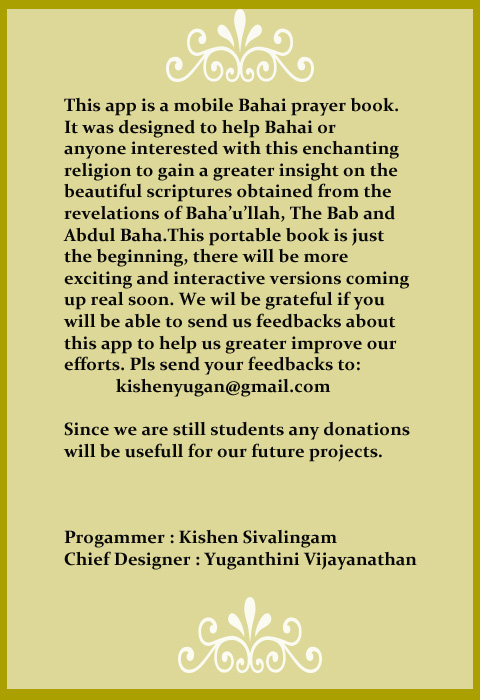 This app is a mobile Bahai prayer book.
It was designed to help Bahai or
anyone interested with this enchanting
religion to gain a greater insight on the
beautiful scriptures obtained from the
revelations of Baha’u’llah, The Bab and
Abdul Baha.This portable book is just
the beginning, there will be more
exciting and interactive versions coming
up real soon. We wil be grateful if you
will be able to send us feedbacks about
this app to help us greater improve our
efforts. Pls send your feedbacks to:
kishenyugan@gmail.com
Since we are still students any donations
will be usefull for our future projects.
Progammer : Kishen Sivalingam
Chief Designer : Yuganthini Vijayanathan